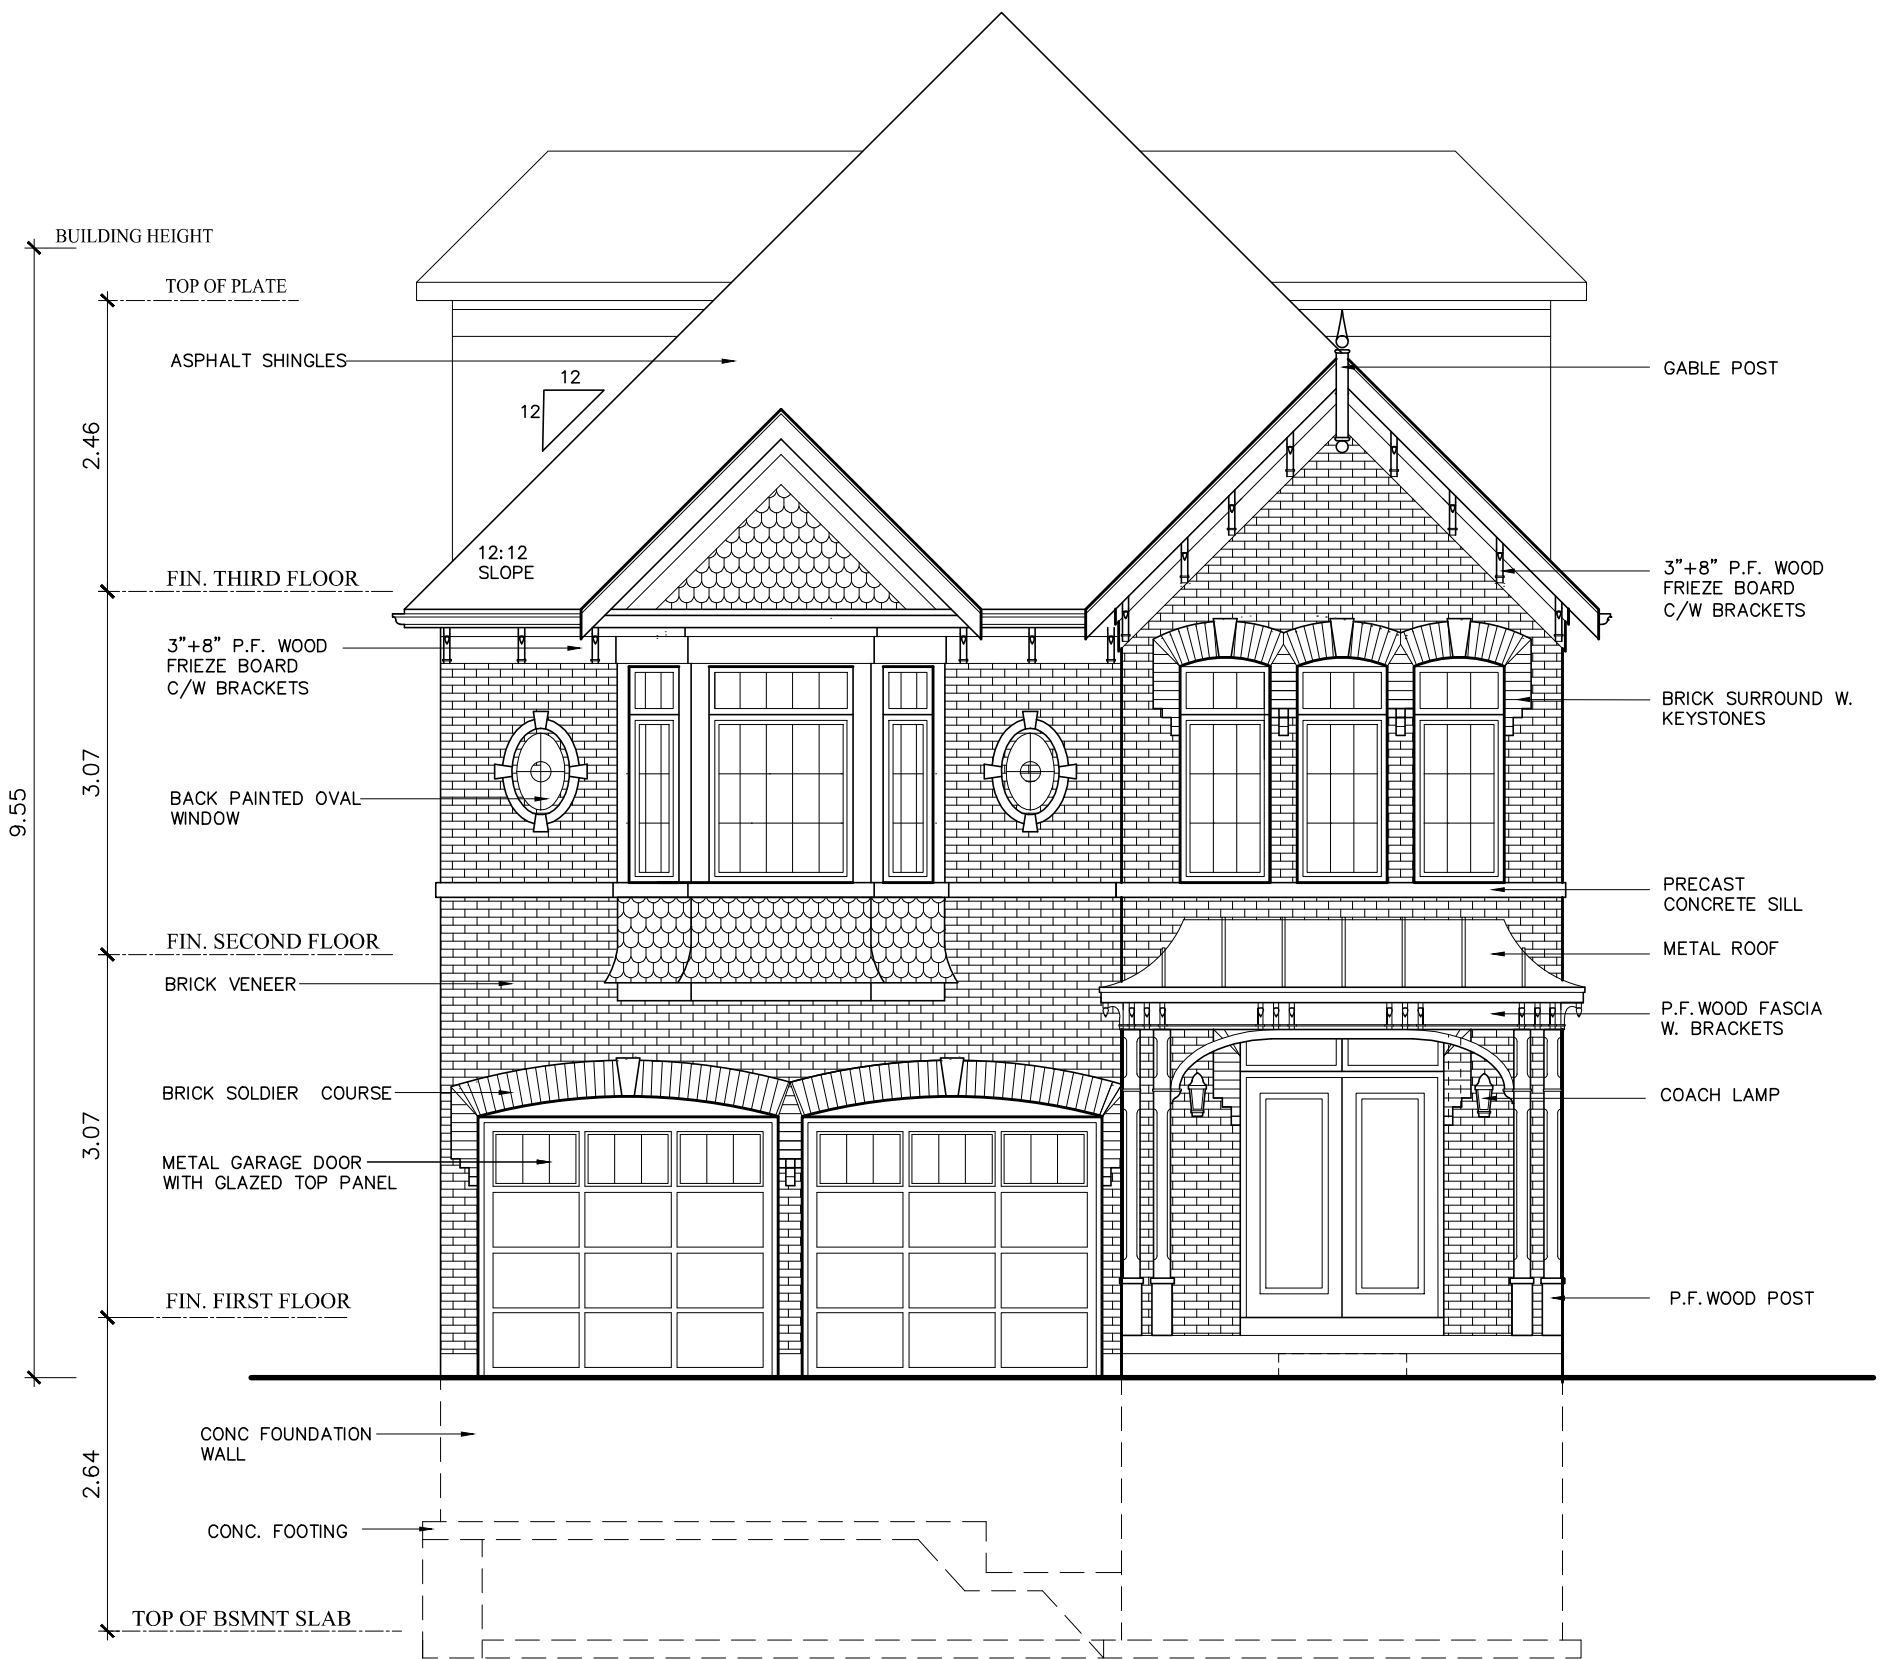 BUILDING HEIGHT
TOP OF PLATE
ASPHALT SHINGLES
12
12
GABLE POST
2.46
12:12
SLOPE
FIN. THIRD FLOOR
3"+8" P.F. WOOD
FRIEZE BOARD
C/W BRACKETS
3"+8" P.F. WOOD
FRIEZE BOARD
C/W BRACKETS
BRICK SURROUND W.
KEYSTONES
3.07
9.55
BACK PAINTED OVAL
WINDOW
PRECAST
CONCRETE SILL
FIN. SECOND FLOOR
METAL ROOF
BRICK VENEER
P.F.WOOD FASCIA
W. BRACKETS
BRICK SOLDIER COURSE
COACH LAMP
3.07
METAL GARAGE DOOR
WITH GLAZED TOP PANEL
FIN. FIRST FLOOR
P.F.WOOD POST
CONC FOUNDATION
WALL
2.64
CONC. FOOTING
TOP OF BSMNT SLAB